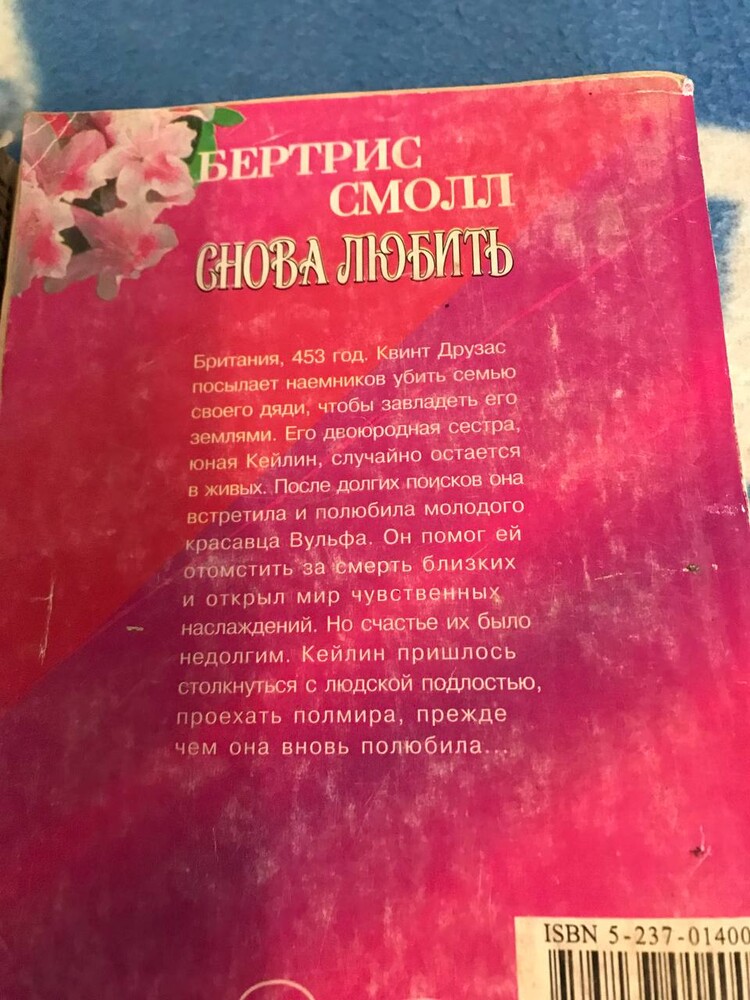 БЕРТРИС
СМОЛЛ
СНОВА ЛЮБИТЬ
Британия, 453 год. Квинт Друзас
посылает наемников убить семью
своего дяди, чтобы завладеть его
землями. Его двоюродная сестра,
юная Кейлин, случайно остается
в живых. После долгих поисков она
встретила и полюбила молодого
красавца Вульфа. Он помог ей
отомстить за смерть близких
и открыл мир чувственных
наслаждений. Но счастье их было
недолгим. Кейлин пришлось
столкнуться с людской подлостью,
проехать полмира, прежде
чем она вновь полюбила...
ISBN 5-237-01400